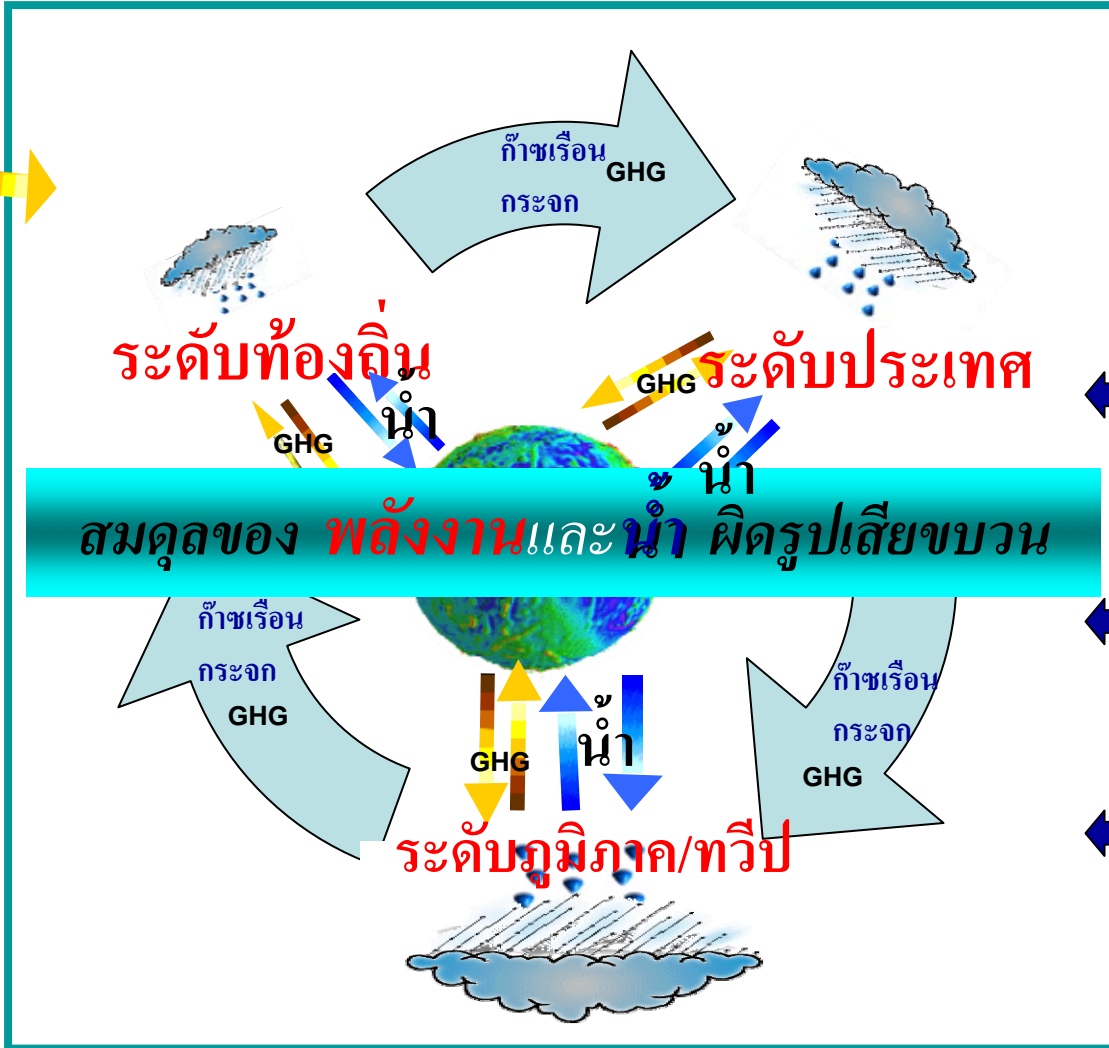 ก๊าซเรือน
กระจก
GHG
ระดับท้องถิ่น
ระดับประเทศ
GHG
น้ำ
GHG
น้ำ
สมดุลของ พลังงานและน้ำ ผิดรูปเสียขบวน
ก๊าซเรือน
กระจก
GHG
ก๊าซเรือน
กระจก
GHG
GHG
น้ำ
ระดับภูมิภาค/ทวีป